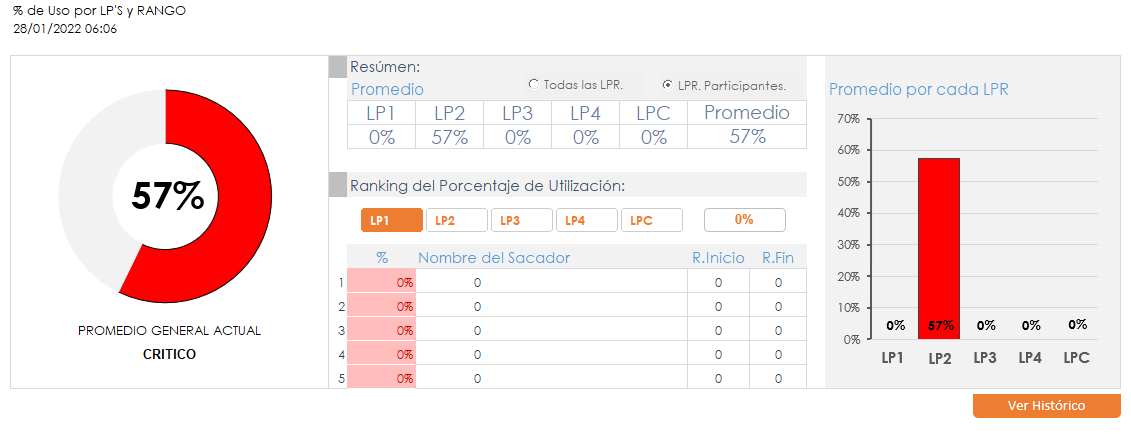 % de Uso por LP'S y RANGO
28/01/2022 06:06
57%
PROMEDIO GENERAL ACTUAL
CRITICO
Resúmen:
Promedio
Todas las LPR.
LPR. Participantes.
LP1 LP2 LP3 LP4 LPC Promedio
0% 57% 0% 0% 0% 57%
Ranking del Porcentaje de Utilización:
LP1 LP2 LP3 LP4 LPC 0%
% Nombre del Sacador R.Inicio R.Fin
1 0% 0 0 0
2 0% 0 0 0
3 0% 0 0 0
4 0% 0 0 0
5 0% 0 0 0
Promedio por cada LPR
70%
60%
50%
40%
30%
20%
10%
0%
0% 57% 0% 0% 0%
LP1 LP2 LP3 LP4 LPC
Ver Histórico